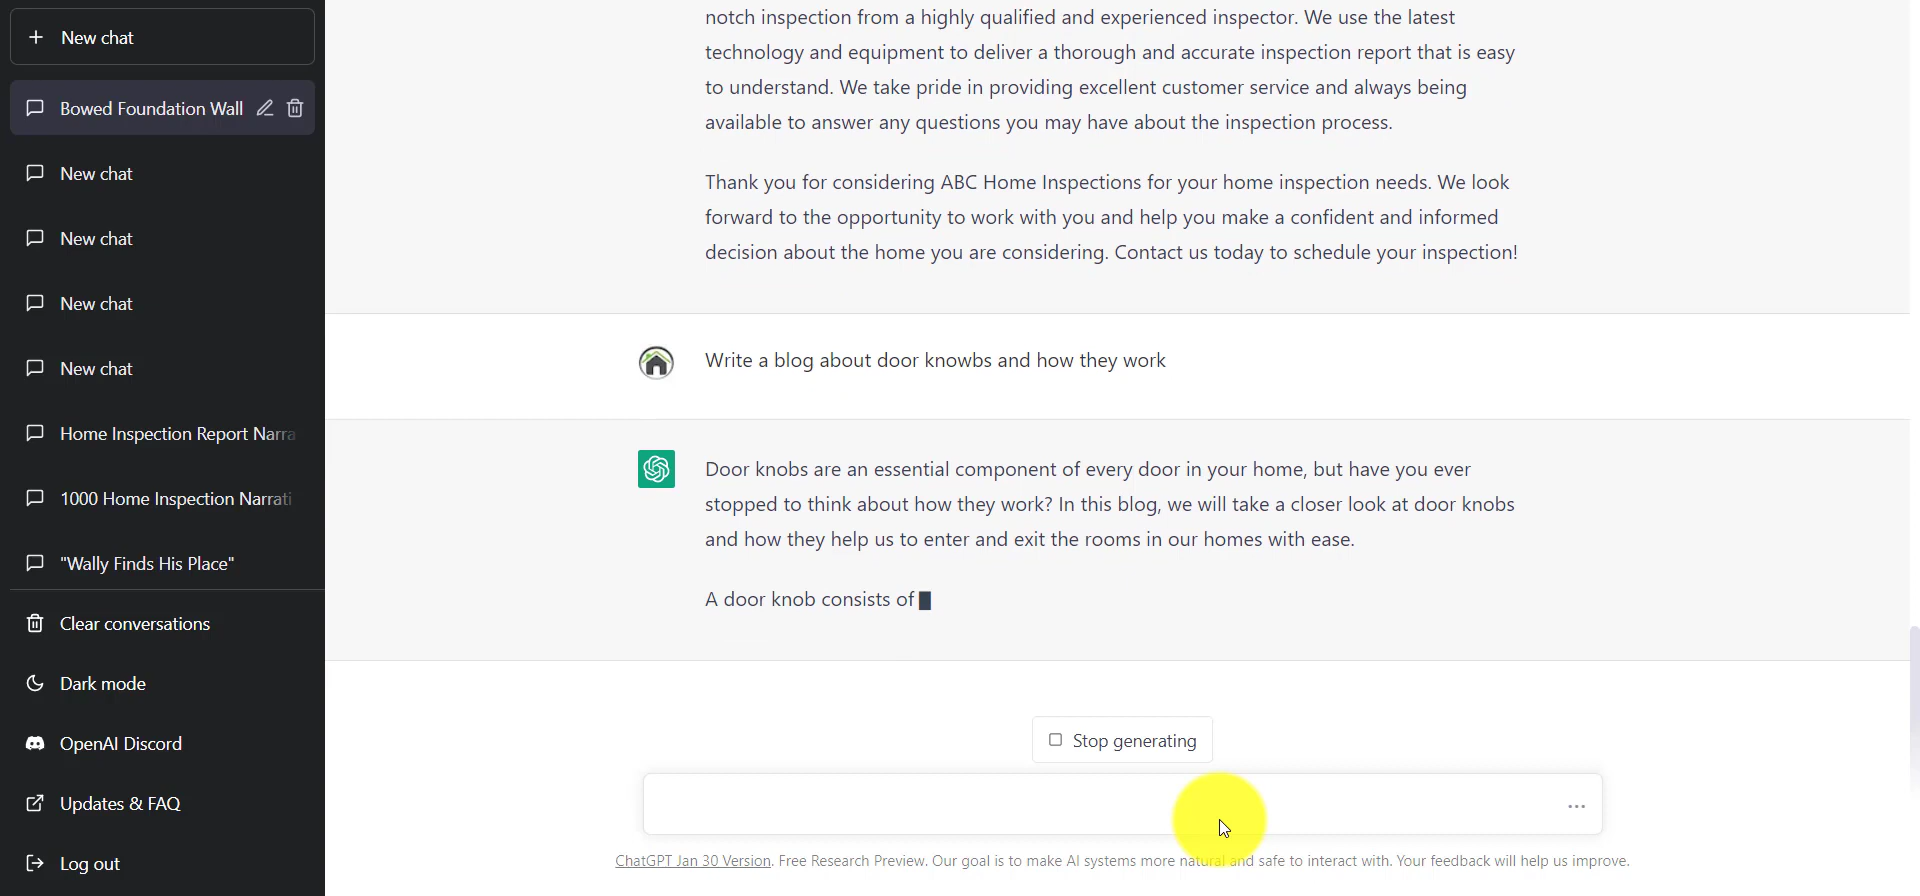 New chat
Bowed Foundation Wall
New chat
New chat
New chat
New chat
Home Inspection Report Narra
1000 Home Inspection Narrati
"Wally Finds His Place"
Clear conversations
Dark mode
OpenAI Discord
Updates & FAQ
Log out
notch inspection from a highly qualified and experienced inspector. We use the latest
technology and equipment to deliver a thorough and accurate inspection report that is easy
to understand. We take pride in providing excellent customer service and always being
available to answer any questions you may have about the inspection process.
Thank you for considering ABC Home Inspections for your home inspection needs. We look
forward to the opportunity to work with you and help you make a confident and informed
decision about the home you are considering. Contact us today to schedule your inspection!
Write a blog about door knowbs and how they work
Door knobs are an essential component of every door in your home, but have you ever
stopped to think about how they work? In this blog, we will take a closer look at door knobs
and how they help us to enter and exit the rooms in our homes with ease.
A door knob consists of
Stop generating
ChatGPT Jan 30 Version. Free Research Preview. Our goal is to make AI systems more natural and safe to interact with. Your feedback will help us improve.